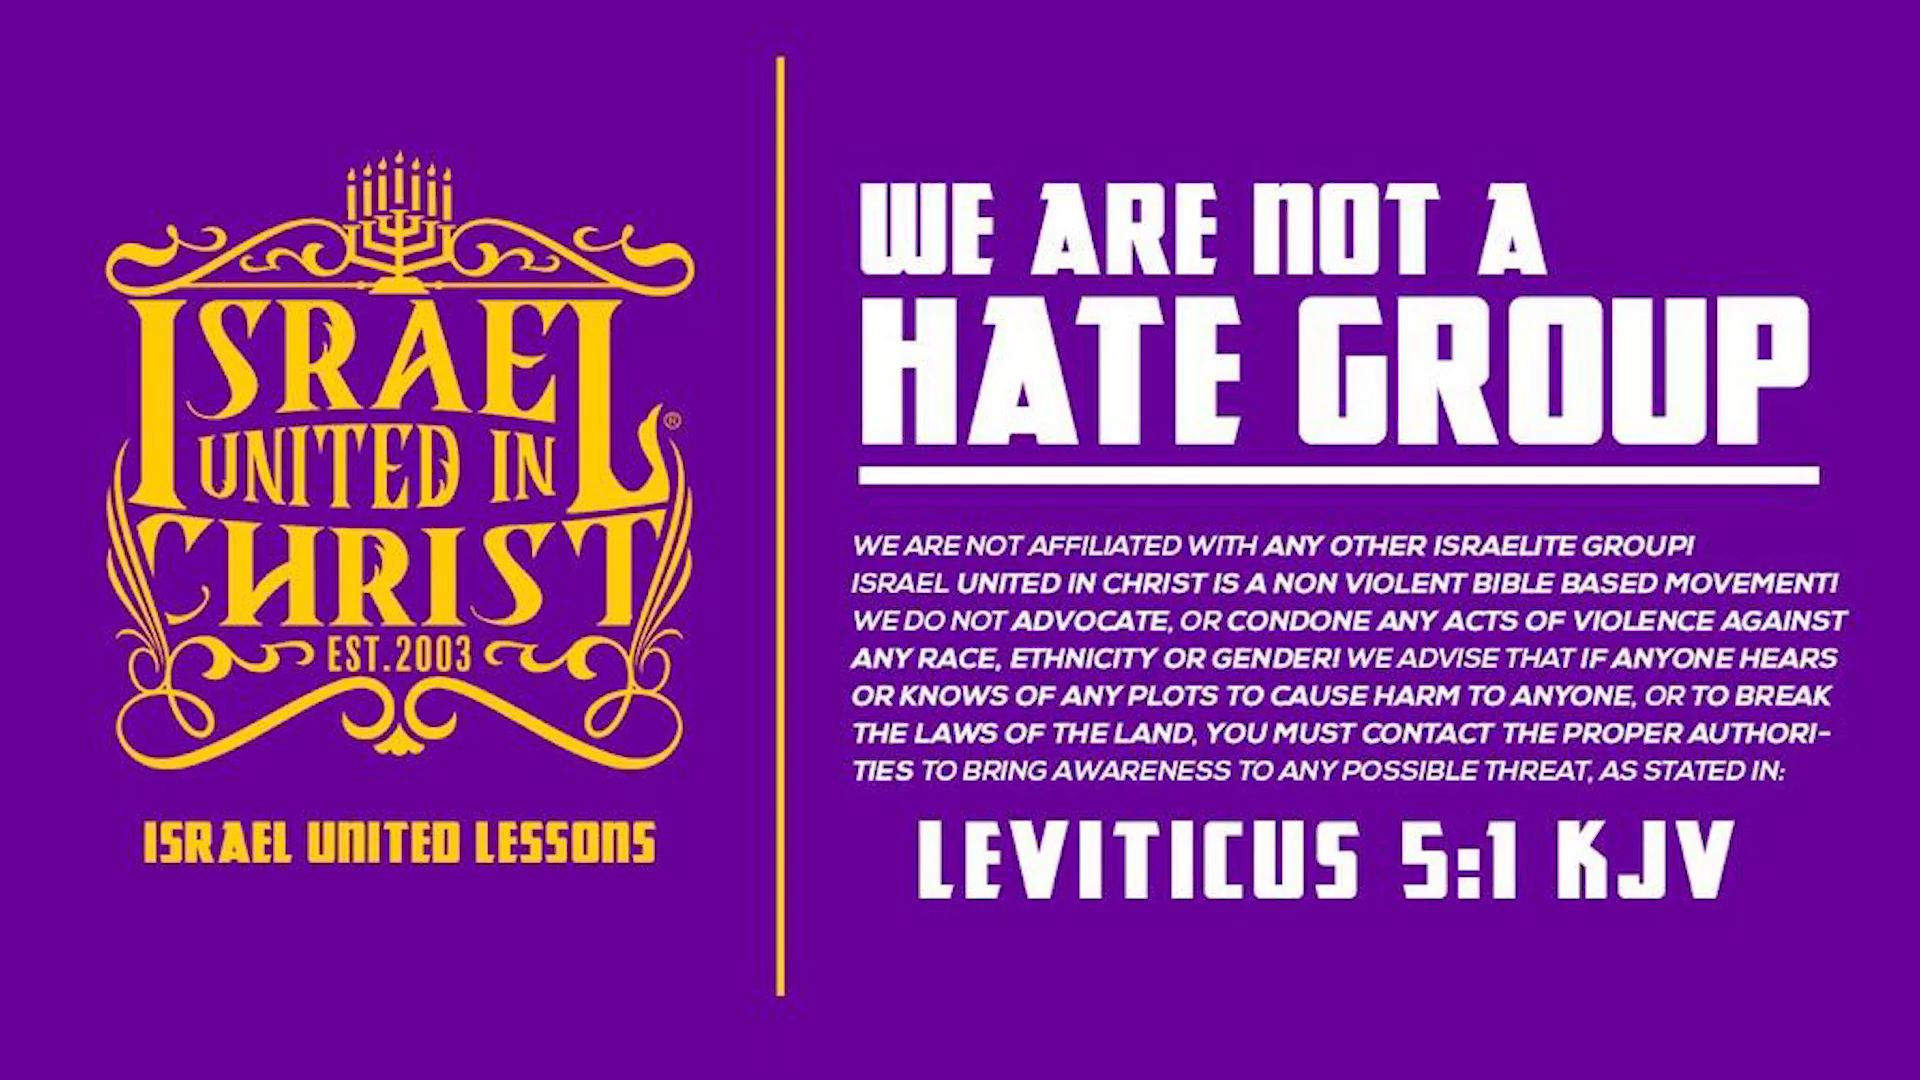 ISRAEL
UNITED IN
CHRIST
®
EST.2003
ISRAEL UNITED LESSONS
WE ARE NOT A
HATE GROUP
WE ARE NOT AFFILIATED WITH ANY OTHER ISRAELITE GROUP!
ISRAEL UNITED IN CHRIST IS A NON VIOLENT BIBLE BASED MOVEMENT!
WE DO NOT ADVOCATE, OR CONDONE ANY ACTS OF VIOLENCE AGAINST
ANY RACE, ETHNICITY OR GENDER! WE ADVISE THAT IF ANYONE HEARS
OR KNOWS OF ANY PLOTS TO CAUSE HARM TO ANYONE, OR TO BREAK
THE LAWS OF THE LAND, YOU MUST CONTACT THE PROPER AUTHORI-
TIES TO BRING AWARENESS TO ANY POSSIBLE THREAT, AS STATED IN:
LEVITICUS 5:1 KJV